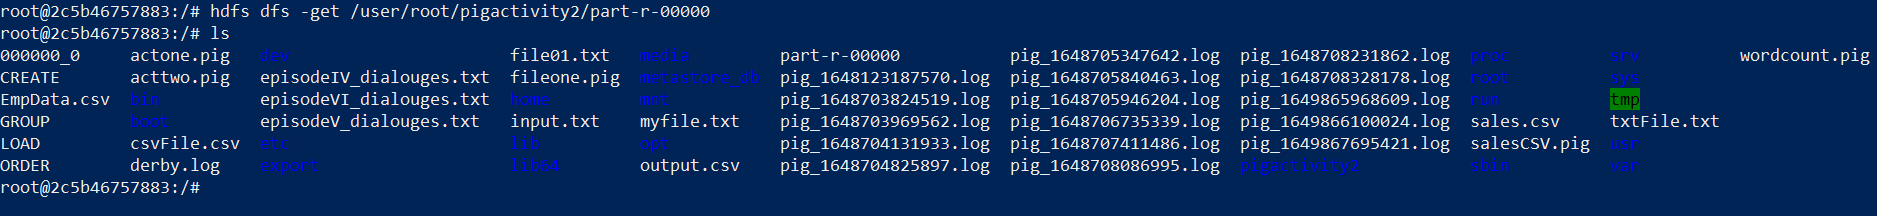 root@2c5b46757883:/# hdfs dfs -get /user/root/pigactivity2/part-r-00000
root@2c5b46757883:/# ls
000000_0 actone.pig dev file01.txt media part-r-00000 pig_1648705347642.log pig_1648708231862.log proc srv wordcount.pig
CREATE acttwo.pig episodeIV_dialouges.txt fileone.pig metastore_db pig_1648123187570.log pig_1648705840463.log pig_1648708328178.log root sys
EmpData.csv bin episodeVI_dialouges.txt home mnt pig_1648703824519.log pig_1648705946204.log pig_1649865968609.log run tmp
GROUP boot episodeV_dialouges.txt input.txt myfile.txt pig_1648703969562.log pig_1648706735339.log pig_1649866100024.log sales.csv txtFile.txt
LOAD csvFile.csv etc lib opt pig_1648704131933.log pig_1648707411486.log pig_1649867695421.log salesCSV.pig usr
ORDER derby.log export lib64 output.csv pig_1648704825897.log pig_1648708086995.log pigactivity2 sbin var
root@2c5b46757883:/#